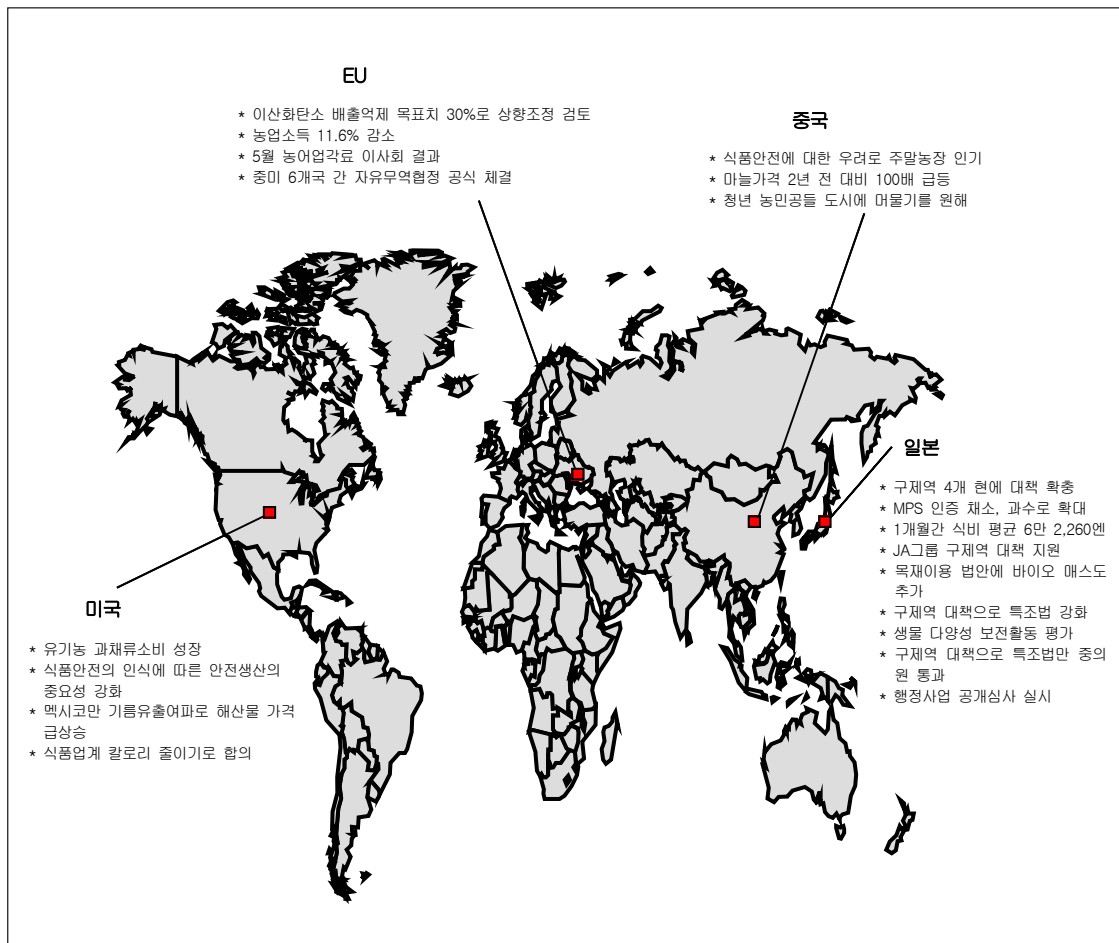 EU
* 이산화탄소 배출억제 목표치 30%로 상향조정 검토
* 농업소득 11.6% 감소
* 5월 농어업각료 이사회 결과
* 중미 6개국 간 자유무역협정 공식 체결
중국
* 식품안전에 대한 우려로 주말농장 인기
* 마늘가격 2년 전 대비 100배 급등
* 청년 농민공들 도시에 머물기를 원해
일본
* 구제역 4개 현에 대책 확충
* MPS 인증 채소, 과수로 확대
* 1개월간 식비 평균 6만 2,260엔
* JA그룹 구제역 대책 지원
* 목재이용 법안에 바이오 매스도
추가
* 구제역 대책으로 특조법 강화
* 생물 다양성 보전활동 평가
* 구제역 대책으로 특조법만 중의
원 통과
* 행정사업 공개심사 실시
미국
* 유기농 과채류소비 성장
* 식품안전의 인식에 따른 안전생산의
중요성 강화
* 멕시코만 기름유출여파로 해산물 가격
급상승
* 식품업계 칼로리 줄이기로 합의